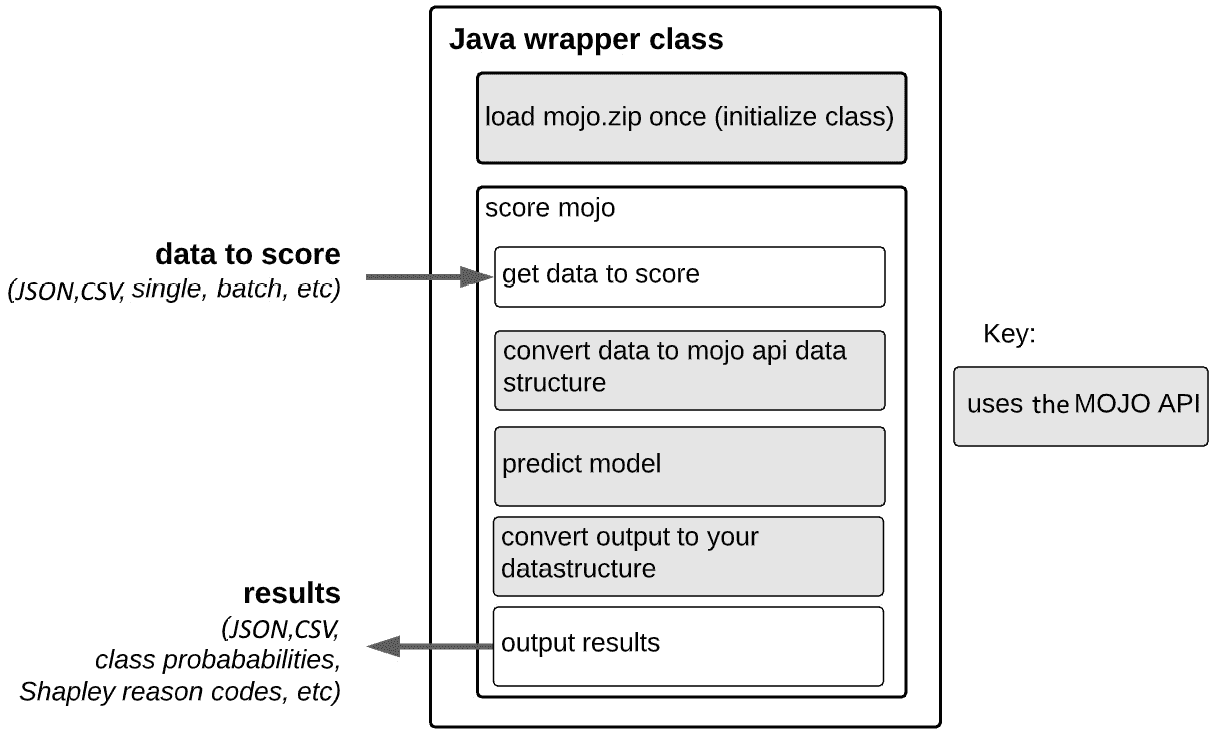 Java wrapper class
load mojo.zip once (initialize class)
score mojo
data to score
(JSON,CSV, single, batch, etc)
get data to score
convert data to mojo api data
structure
predict model
convert output to your
datastructure
results
(JSON,CSV,
class probababilities,
Shapley reason codes, etc)
output results
Key:
uses the MOJO API